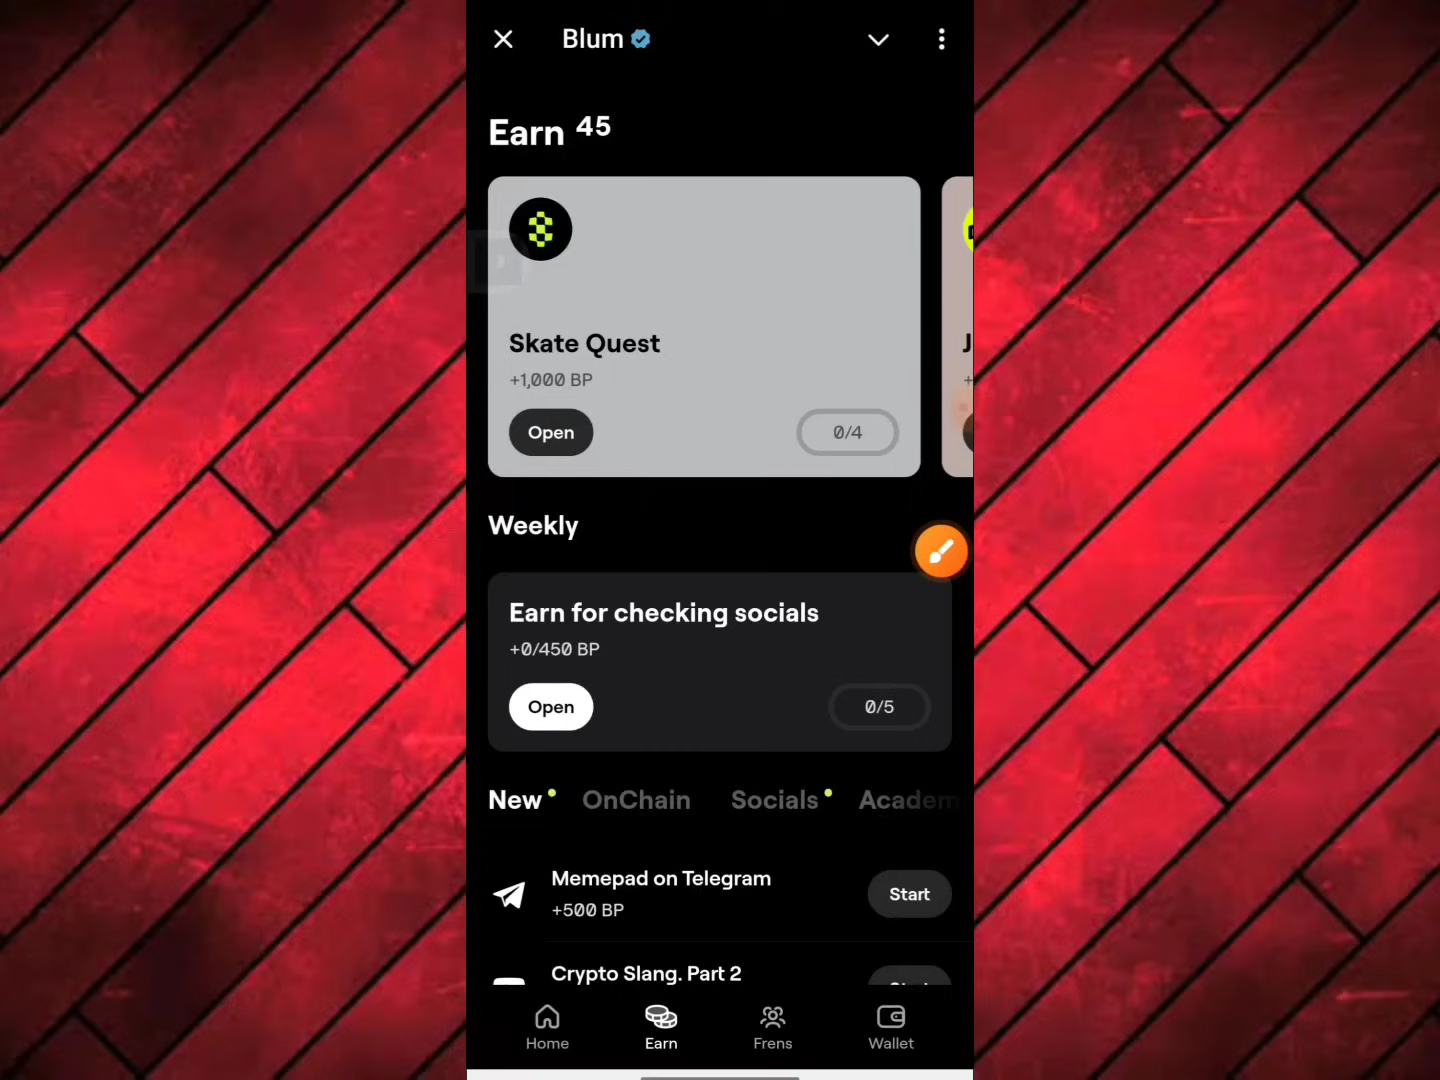 Blum
Earn 45
Skate Quest
+1,000 BP
Open
0/4
J
+
Weekly
Earn for checking socials
+0/450 BP
Open
0/5
New
OnChain
Socials
Academ
Memepad on Telegram
+500 BP
Start
Crypto Slang. Part 2
Home
Earn
Frens
Wallet